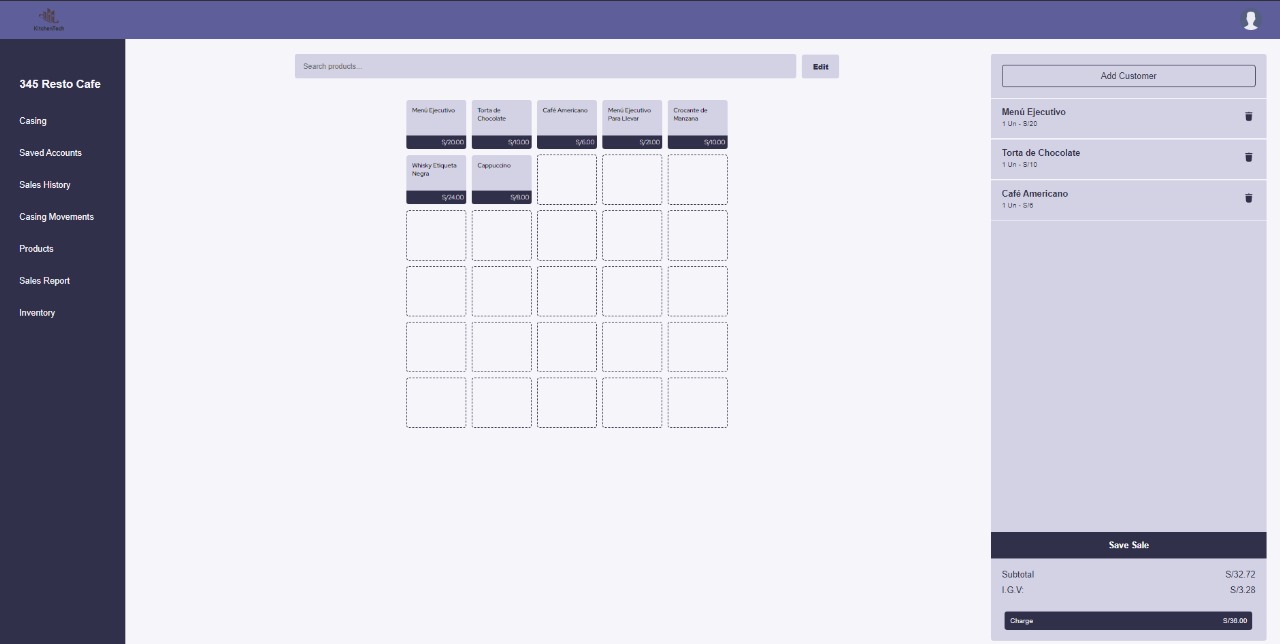 KitchenTech
345 Resto Cafe
Casing
Saved Accounts
Sales History
Casing Movements
Products
Sales Report
Inventory
Search products...
Edit
Menú Ejecutivo
S/20.00
Torta de
Chocolate
S/10.00
Café Americano
S/6.00
Menú Ejecutivo
Para Llevar
S/21.00
Crocante de
Manzana
S/10.00
Whisky Etiqueta
Negra
S/24.00
Cappuccino
S/8.00
Add Customer
Menú Ejecutivo
1 Un - S/20
Torta de Chocolate
1 Un - S/10
Café Americano
1 Un - S/6
Save Sale
Subtotal S/32.72
I.G.V: S/3.28
Charge S/36.00